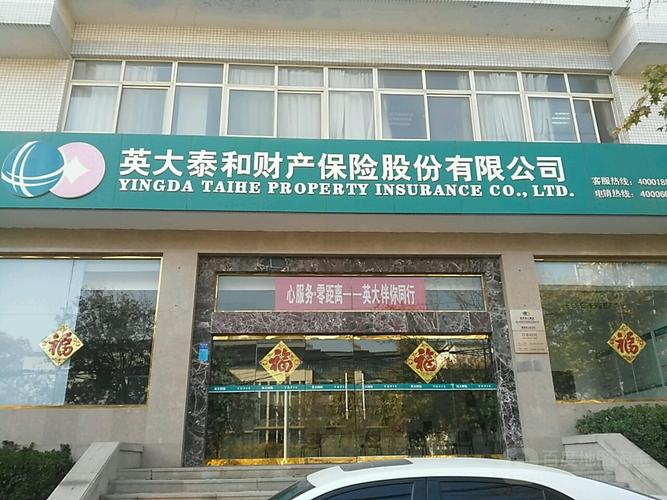 英大泰和财产保险股份有限公司
YINGDA TAIHE PROPERTY INSURANCE CO., LTD.
客服热线：400018
电销热线：400066
心服务·零距离——英大伴你同行
福
福
福
福